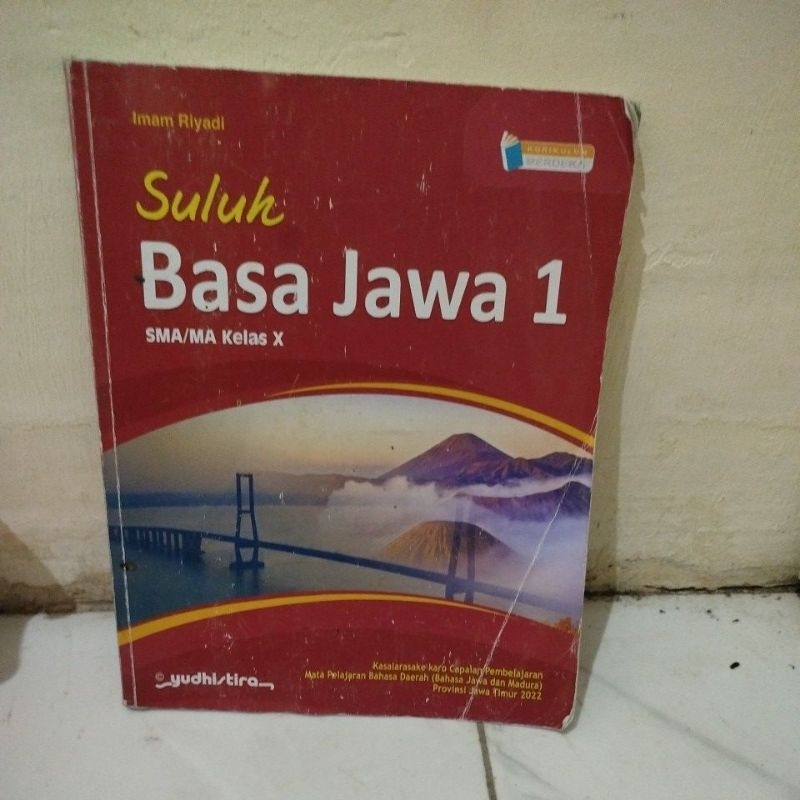 Imam Riyadi
KURIKULUM
MERDEKA
Suluh
Basa Jawa 1
SMA/MA Kelas X
Kasalarasake karo Capaian Pembelajaran
Mata Pelajaran Bahasa Daerah (Bahasa Jawa dan Madura)
Provinsi Jawa Timur 2022
© yudhistira